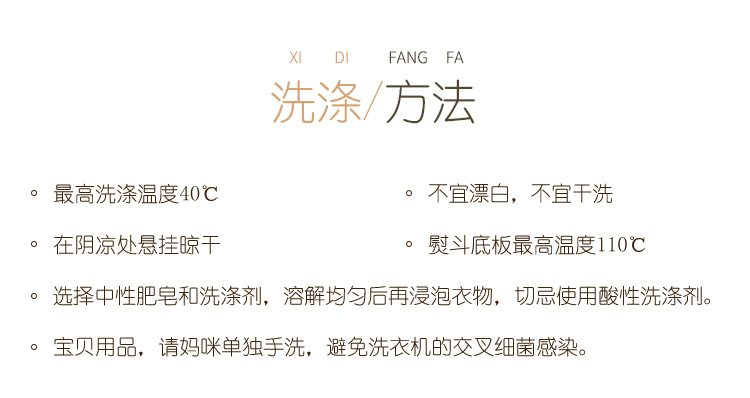 XI DI FANG FA
洗涤/方法
。最高洗涤温度40℃
。不宜漂白，不宜干洗
。在阴凉处悬挂晾干
。熨斗底板最高温度110℃
。选择中性肥皂和洗涤剂，溶解均匀后再浸泡衣物，切忌使用酸性洗涤剂。
。宝贝用品，请妈咪单独手洗，避免洗衣机的交叉细菌感染。